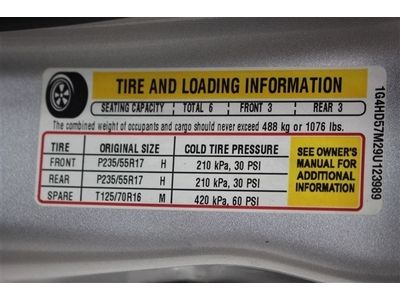 TIRE AND LOADING INFORMATION
SEATING CAPACITY TOTAL 6 FRONT 3 REAR 3
The combined weight of occupants and cargo should never exceed 488 kg or 1076 lbs.
TIRE ORIGINAL SIZE COLD TIRE PRESSURE
FRONT P235/55R17 H 210 kPa, 30 PSI
REAR P235/55R17 H 210 kPa, 30 PSI
SPARE T125/70R16 M 420 kPa, 60 PSI
SEE OWNER'S
MANUAL FOR
ADDITIONAL
INFORMATION
1G4HD57M29U123989